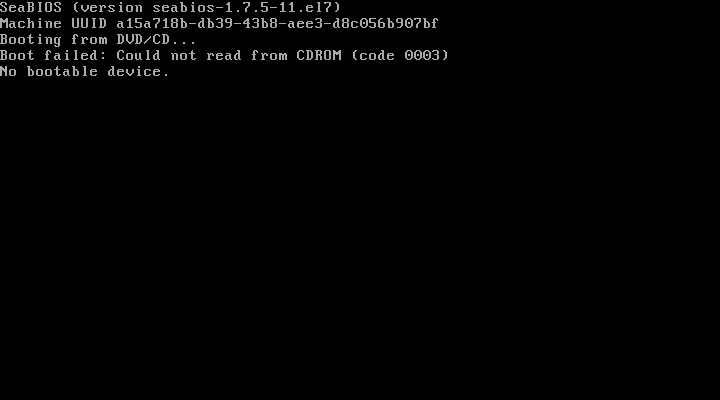 SeaBIOS (version seabios-1.7.5-11.el7)
Machine UUID a15a718b-db39-43b8-aee3-d8c056b907bf
Booting from DVD/CD...
Boot failed: Could not read from CDROM (code 0003)
No bootable device.